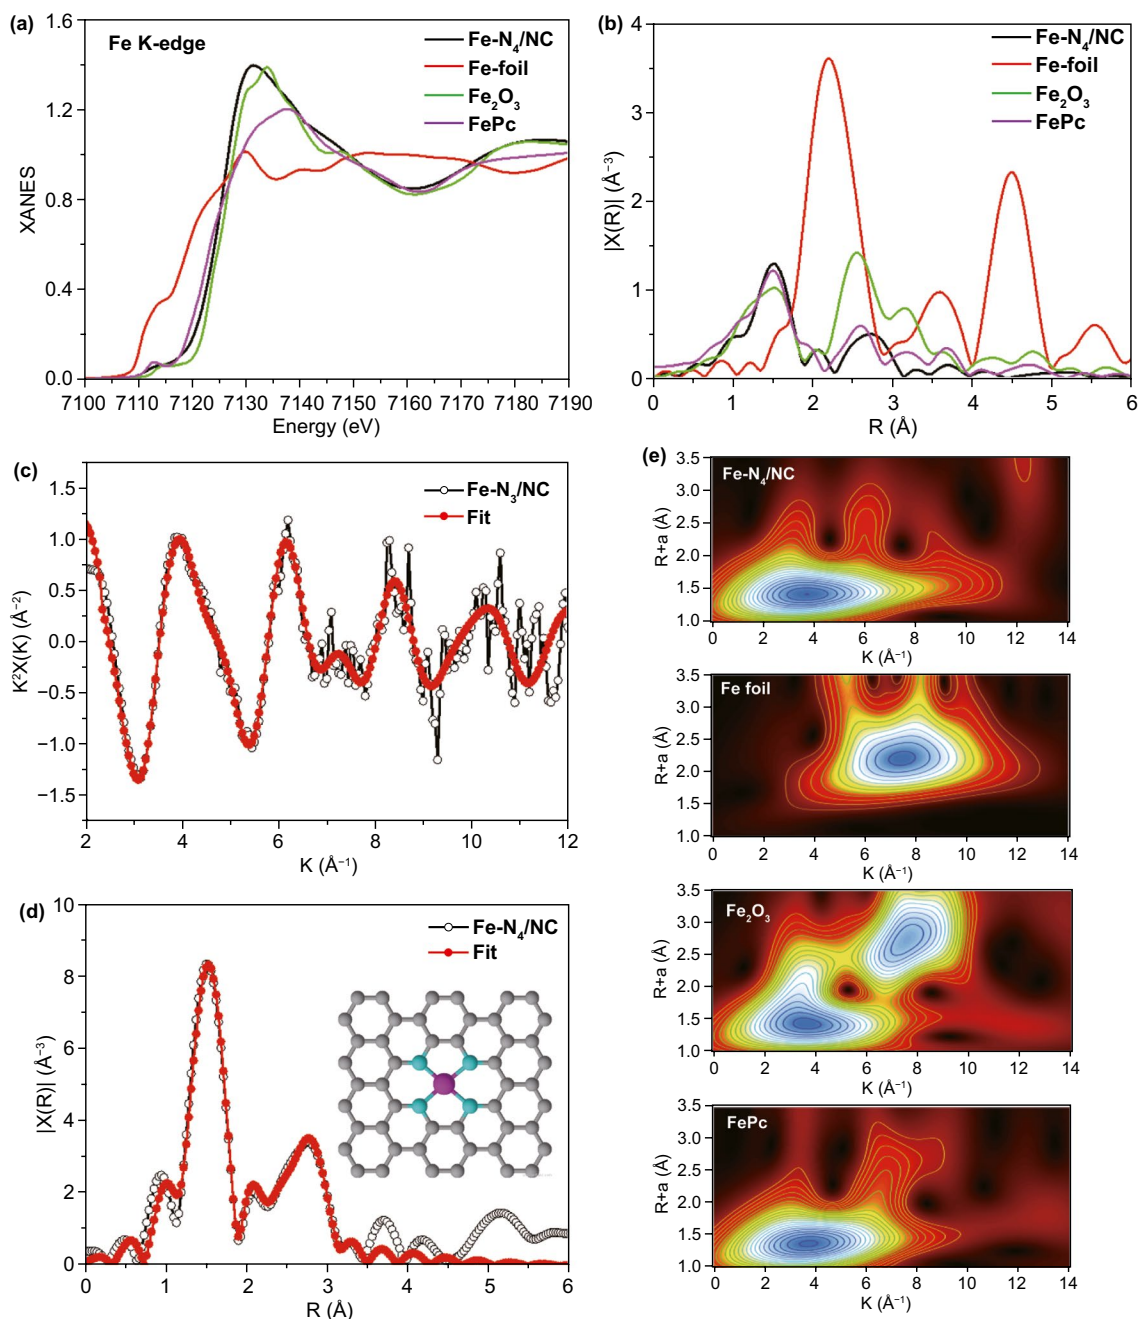 (a)
Fe K-edge
Fe-N₄/NC
Fe-foil
Fe₂O₃
FePc
1.6
1.2
0.8
0.4
0.0
XANES
7100 7110 7120 7130 7140 7150 7160 7170 7180 7190
Energy (eV)
(b)
Fe-N₄/NC
Fe-foil
Fe₂O₃
FePc
4
3
2
1
0
|X(R)| (Å⁻³)
0 1 2 3 4 5 6
R (Å)
(c)
Fe-N₃/NC
Fit
1.5
1.0
0.5
0.0
−0.5
−1.0
−1.5
K²X(K) (Å⁻²)
2 4 6 8 10 12
K (Å⁻¹)
(d)
Fe-N₄/NC
Fit
10
8
6
4
2
0
|X(R)| (Å⁻³)
0 1 2 3 4 5 6
R (Å)
(e)
Fe-N₄/NC
3.5
3.0
2.5
2.0
1.5
1.0
R+a (Å)
0 2 4 6 8 10 12 14
K (Å⁻¹)
Fe foil
3.5
3.0
2.5
2.0
1.5
1.0
R+a (Å)
0 2 4 6 8 10 12 14
K (Å⁻¹)
Fe₂O₃
3.5
3.0
2.5
2.0
1.5
1.0
R+a (Å)
0 2 4 6 8 10 12 14
K (Å⁻¹)
FePc
3.5
3.0
2.5
2.0
1.5
1.0
R+a (Å)
0 2 4 6 8 10 12 14
K (Å⁻¹)